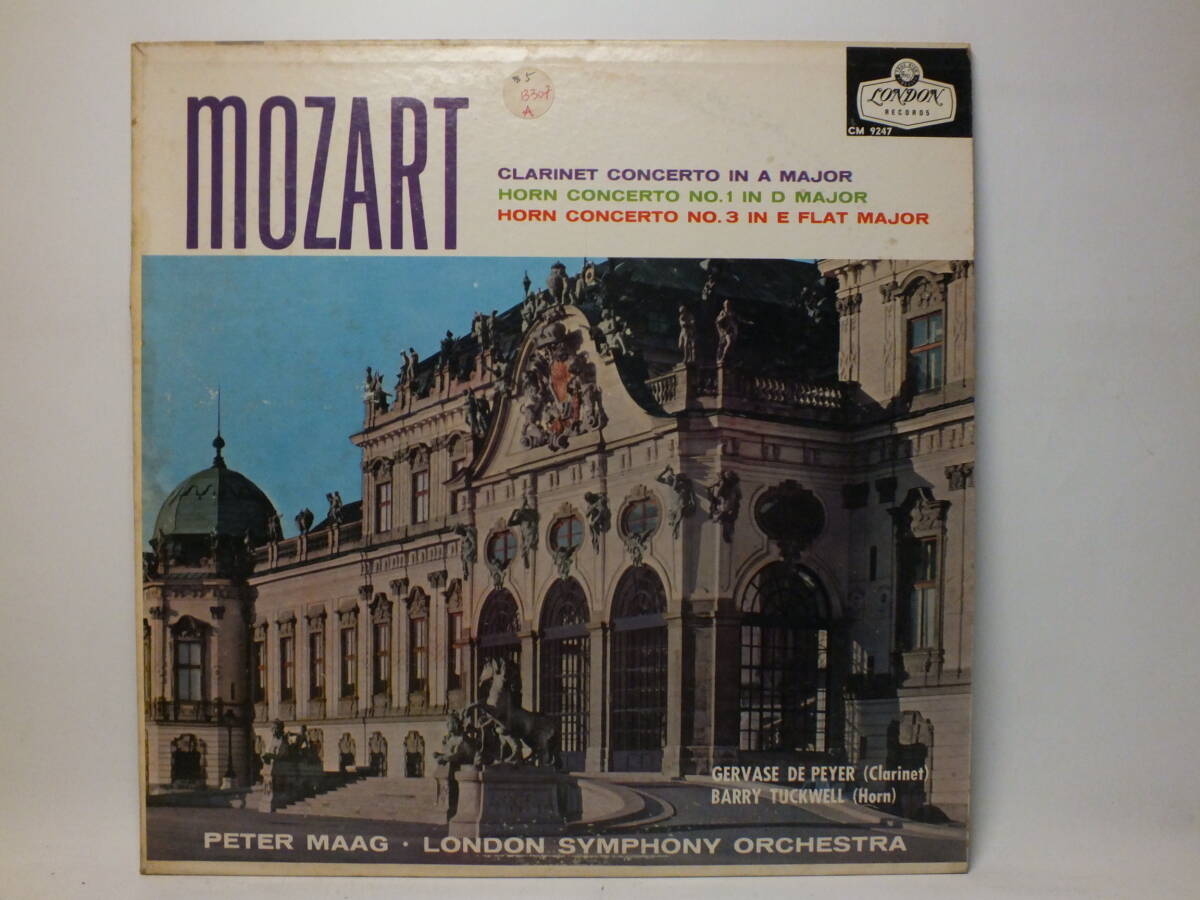 MOZART
LONDON
RECORDS
CM 9247
CLARINET CONCERTO IN A MAJOR
HORN CONCERTO NO.1 IN D MAJOR
HORN CONCERTO NO.3 IN E FLAT MAJOR
GERVASE DE PEYER (Clarinet)
BARRY TUCKWELL (Horn)
PETER MAAG · LONDON SYMPHONY ORCHESTRA